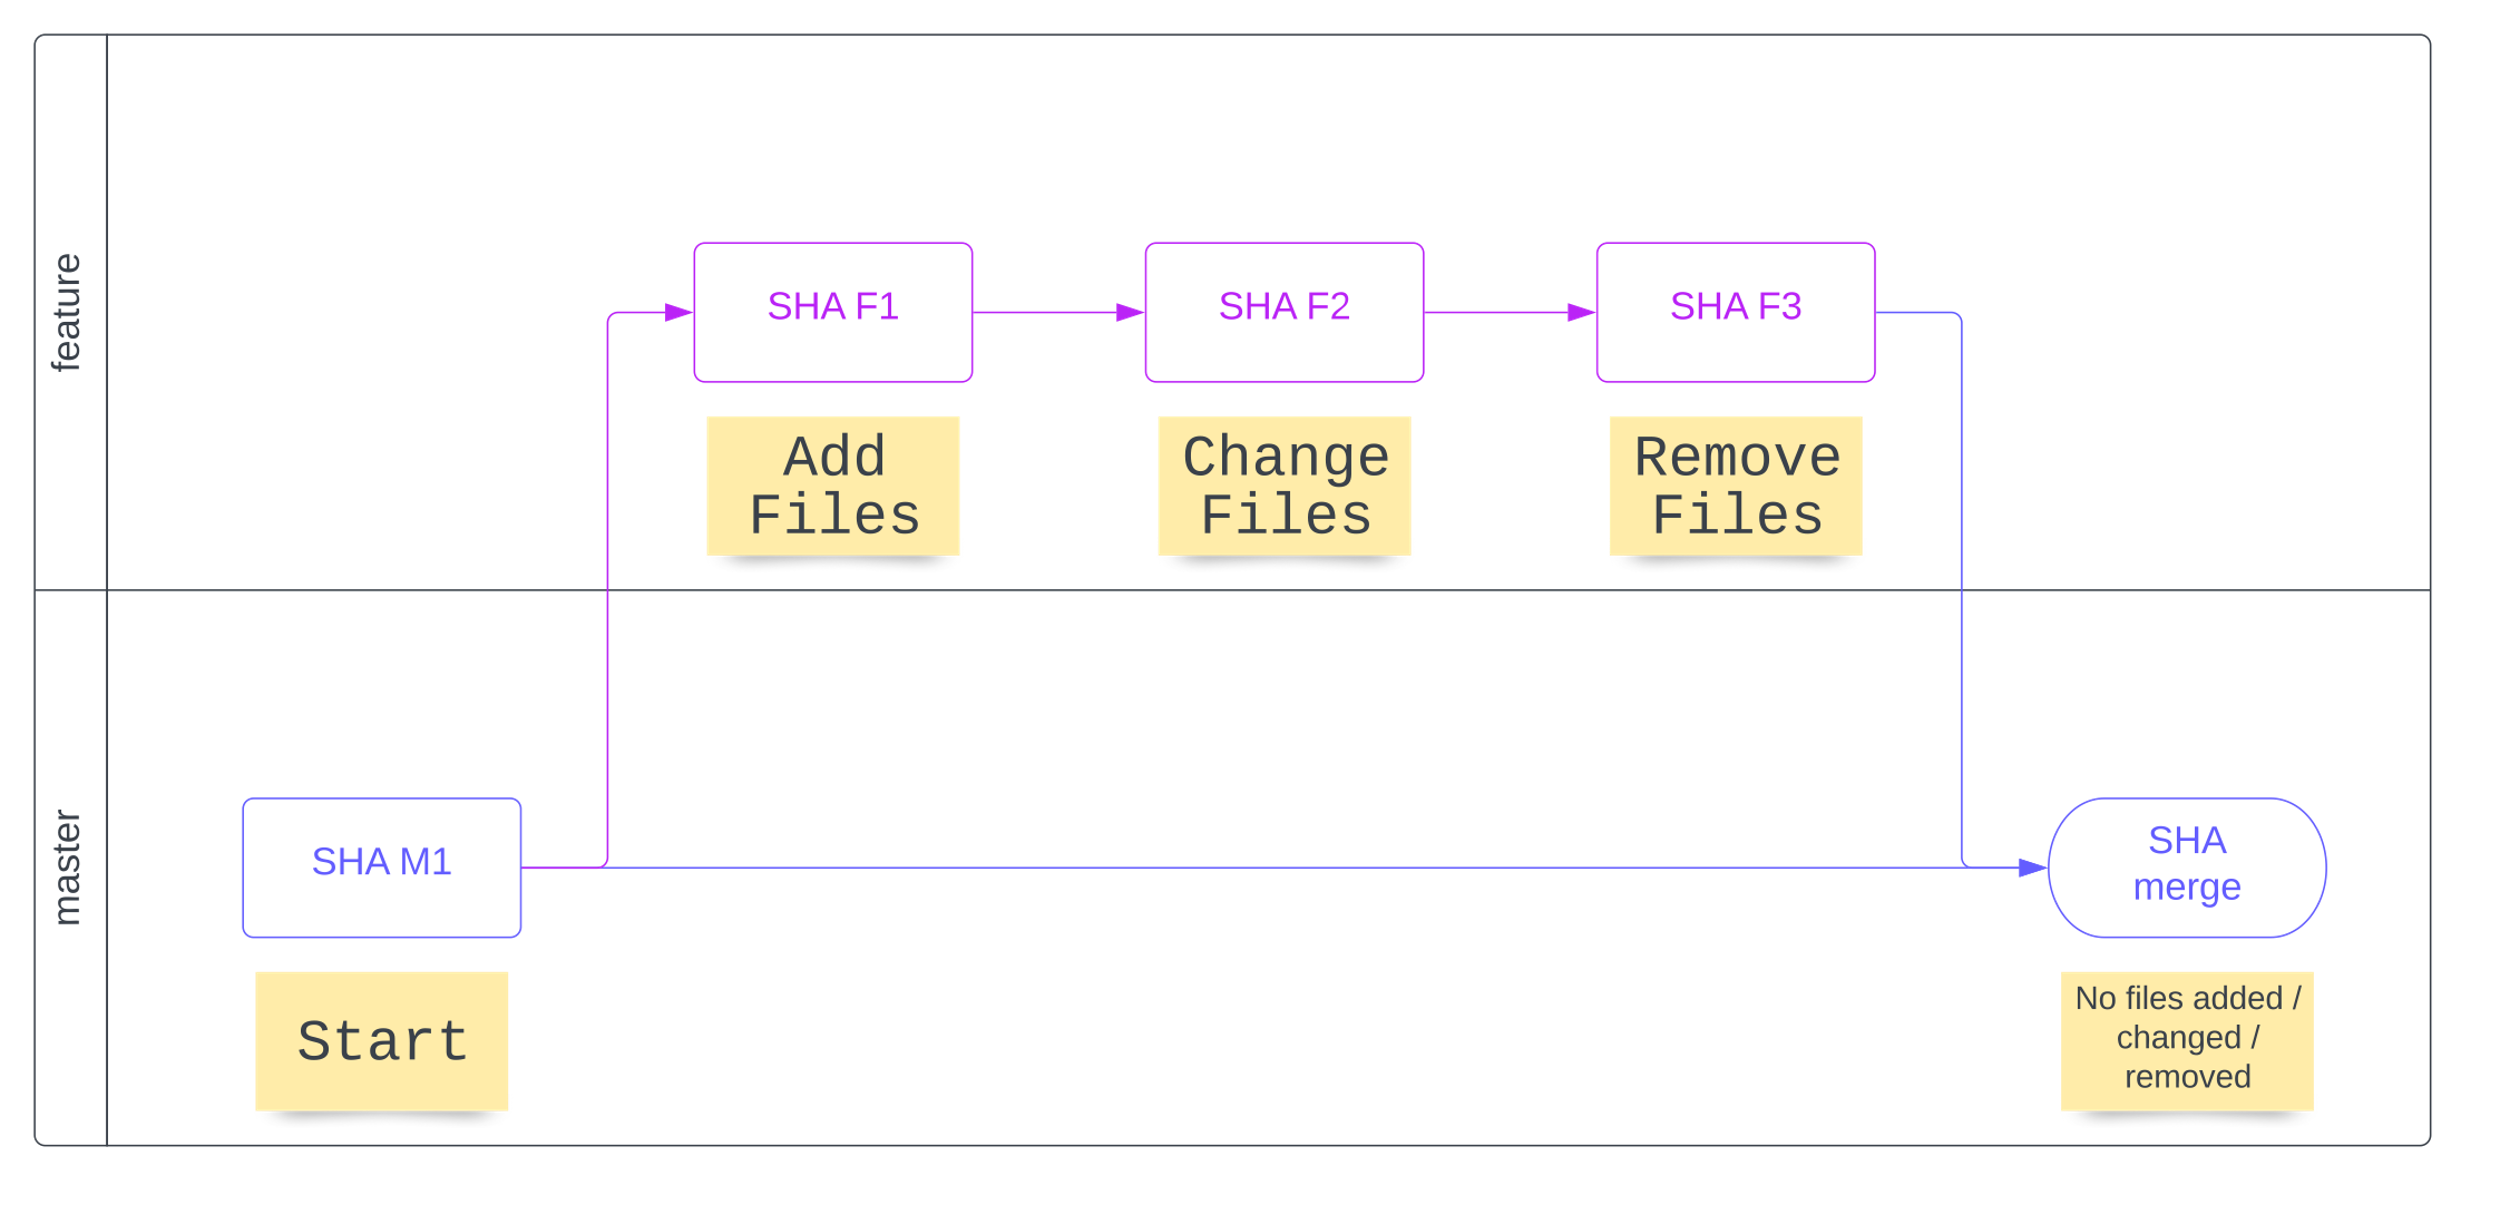 feature
SHA F1
SHA F2
SHA F3
Add
Files
Change
Files
Remove
Files
master
SHA M1
SHA
merge
Start
No files added /
changed /
removed